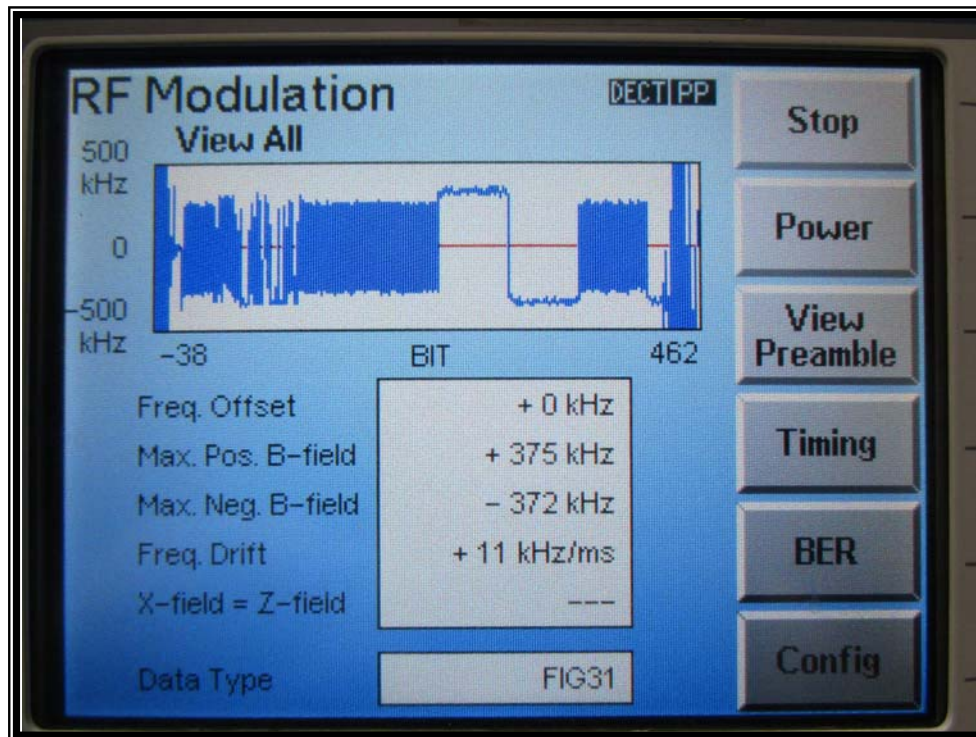 RF Modulation
DECT PP
View All
500
kHz
0
-500
kHz
-38
BIT
462
Freq. Offset
+ 0 kHz
Max. Pos. B-field
+ 375 kHz
Max. Neg. B-field
- 372 kHz
Freq. Drift
+ 11 kHz/ms
X-field = Z-field
---
Data Type
FIG31
Stop
Power
View
Preamble
Timing
BER
Config